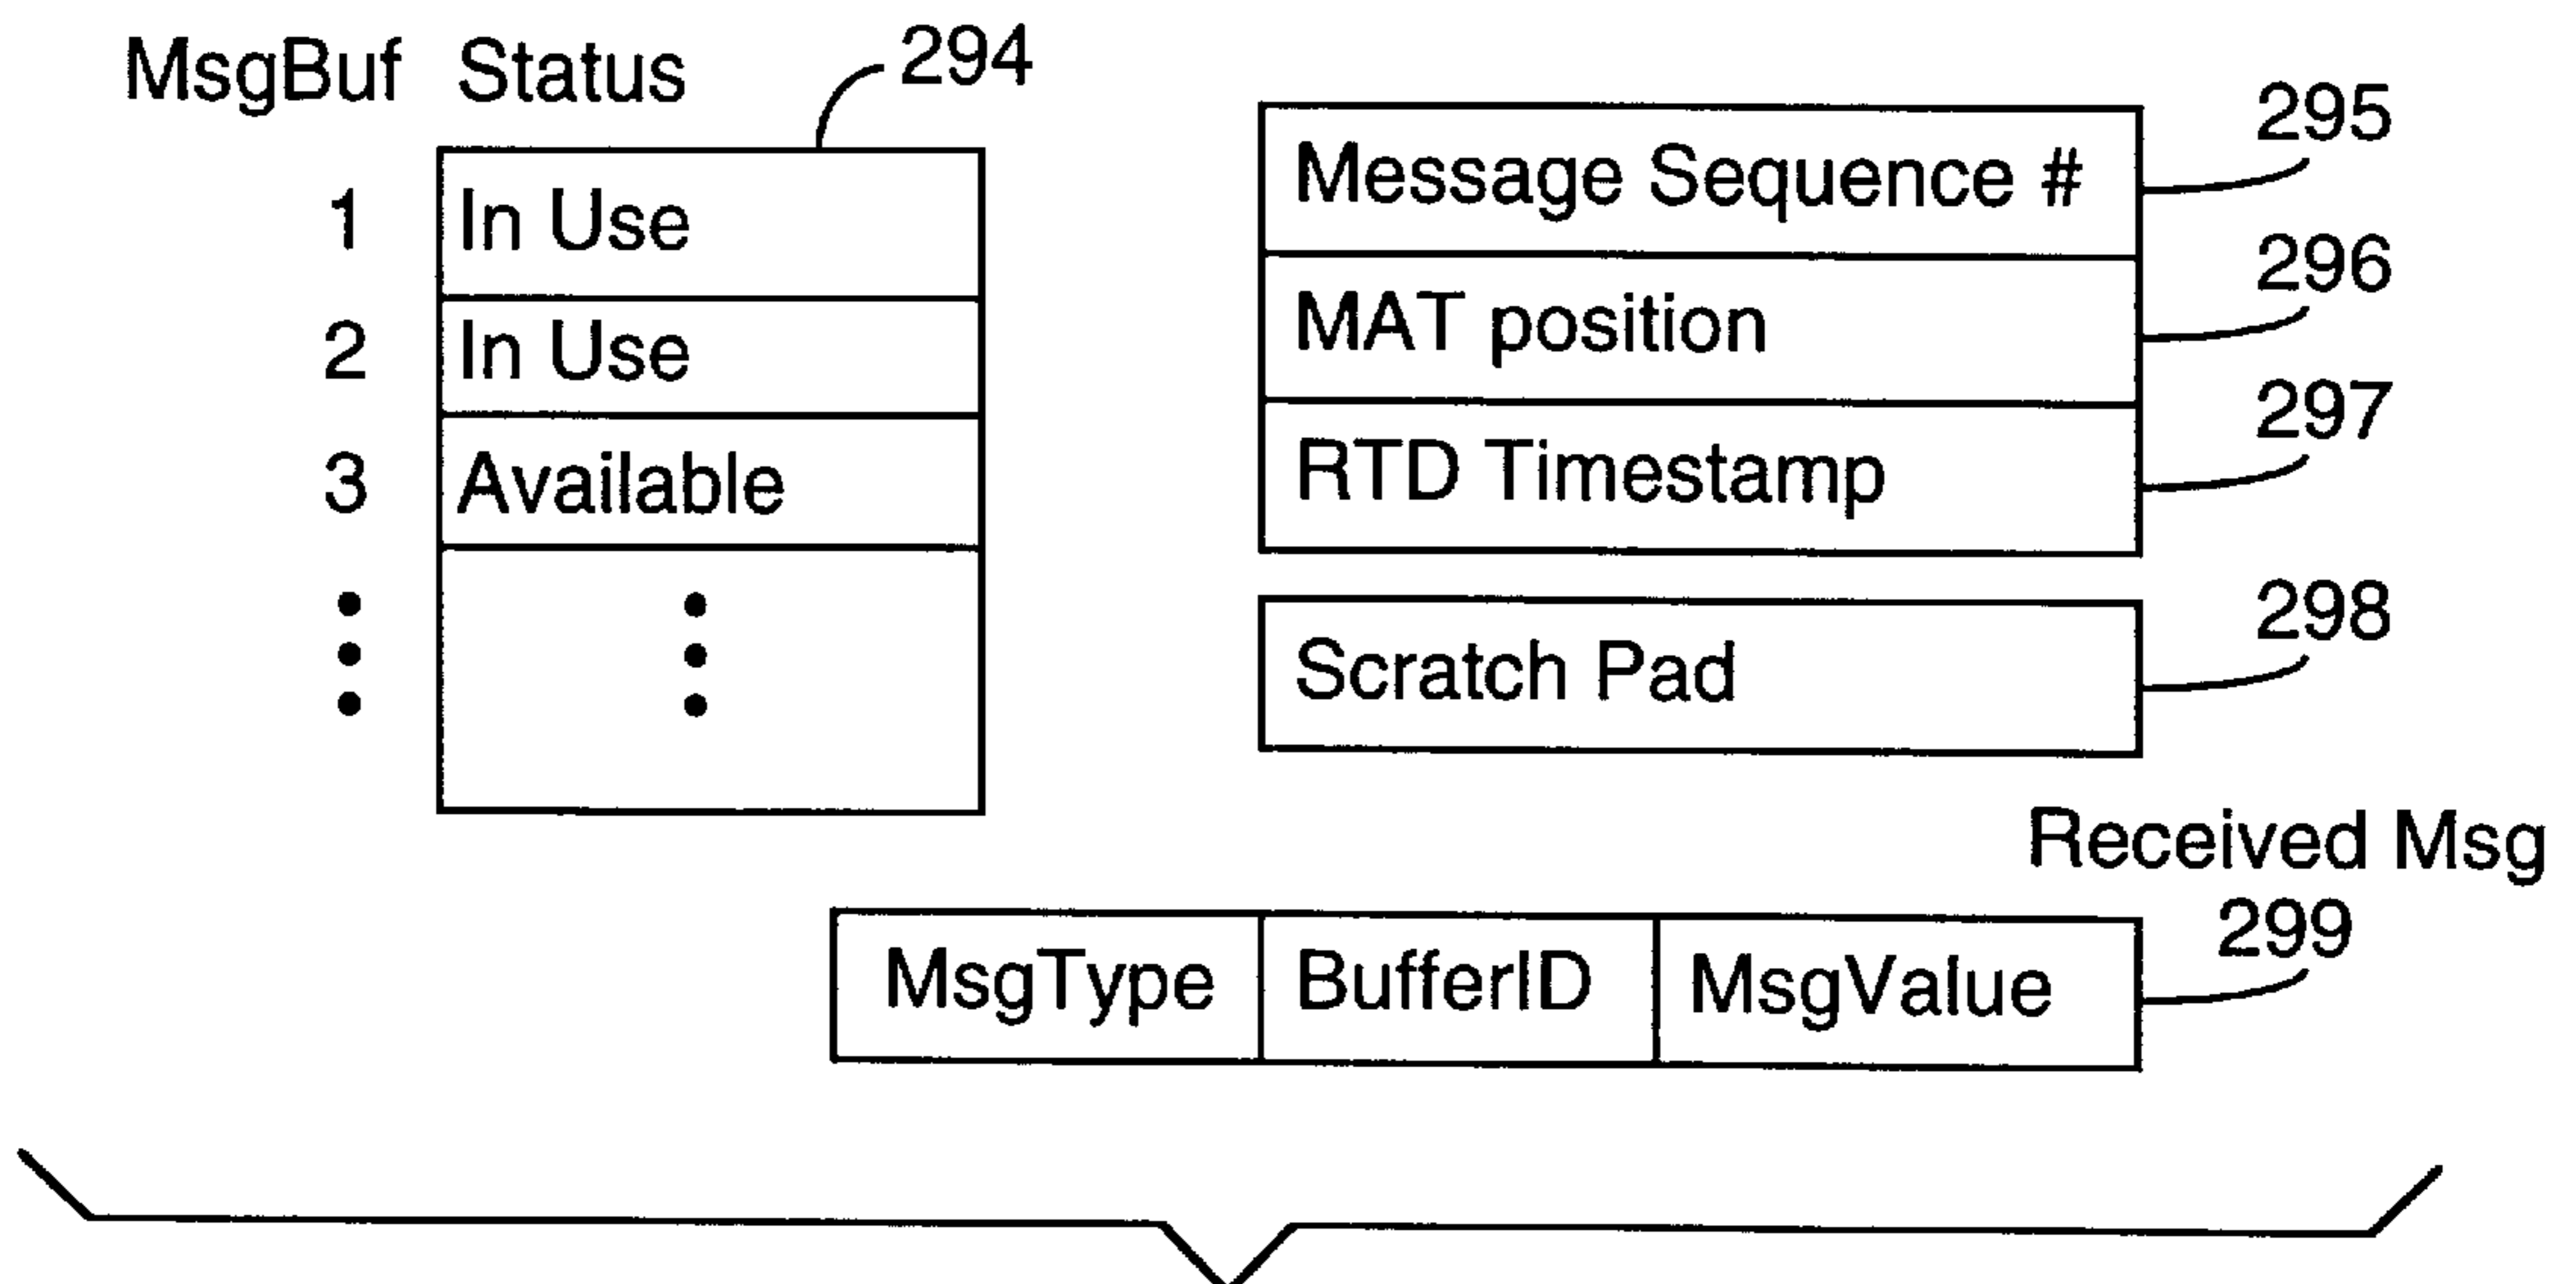 MsgBuf Status 294
1 In Use
2 In Use
3 Available
Message Sequence # 295
MAT position 296
RTD Timestamp 297
Scratch Pad 298
Received Msg
299
MsgType BufferID MsgValue